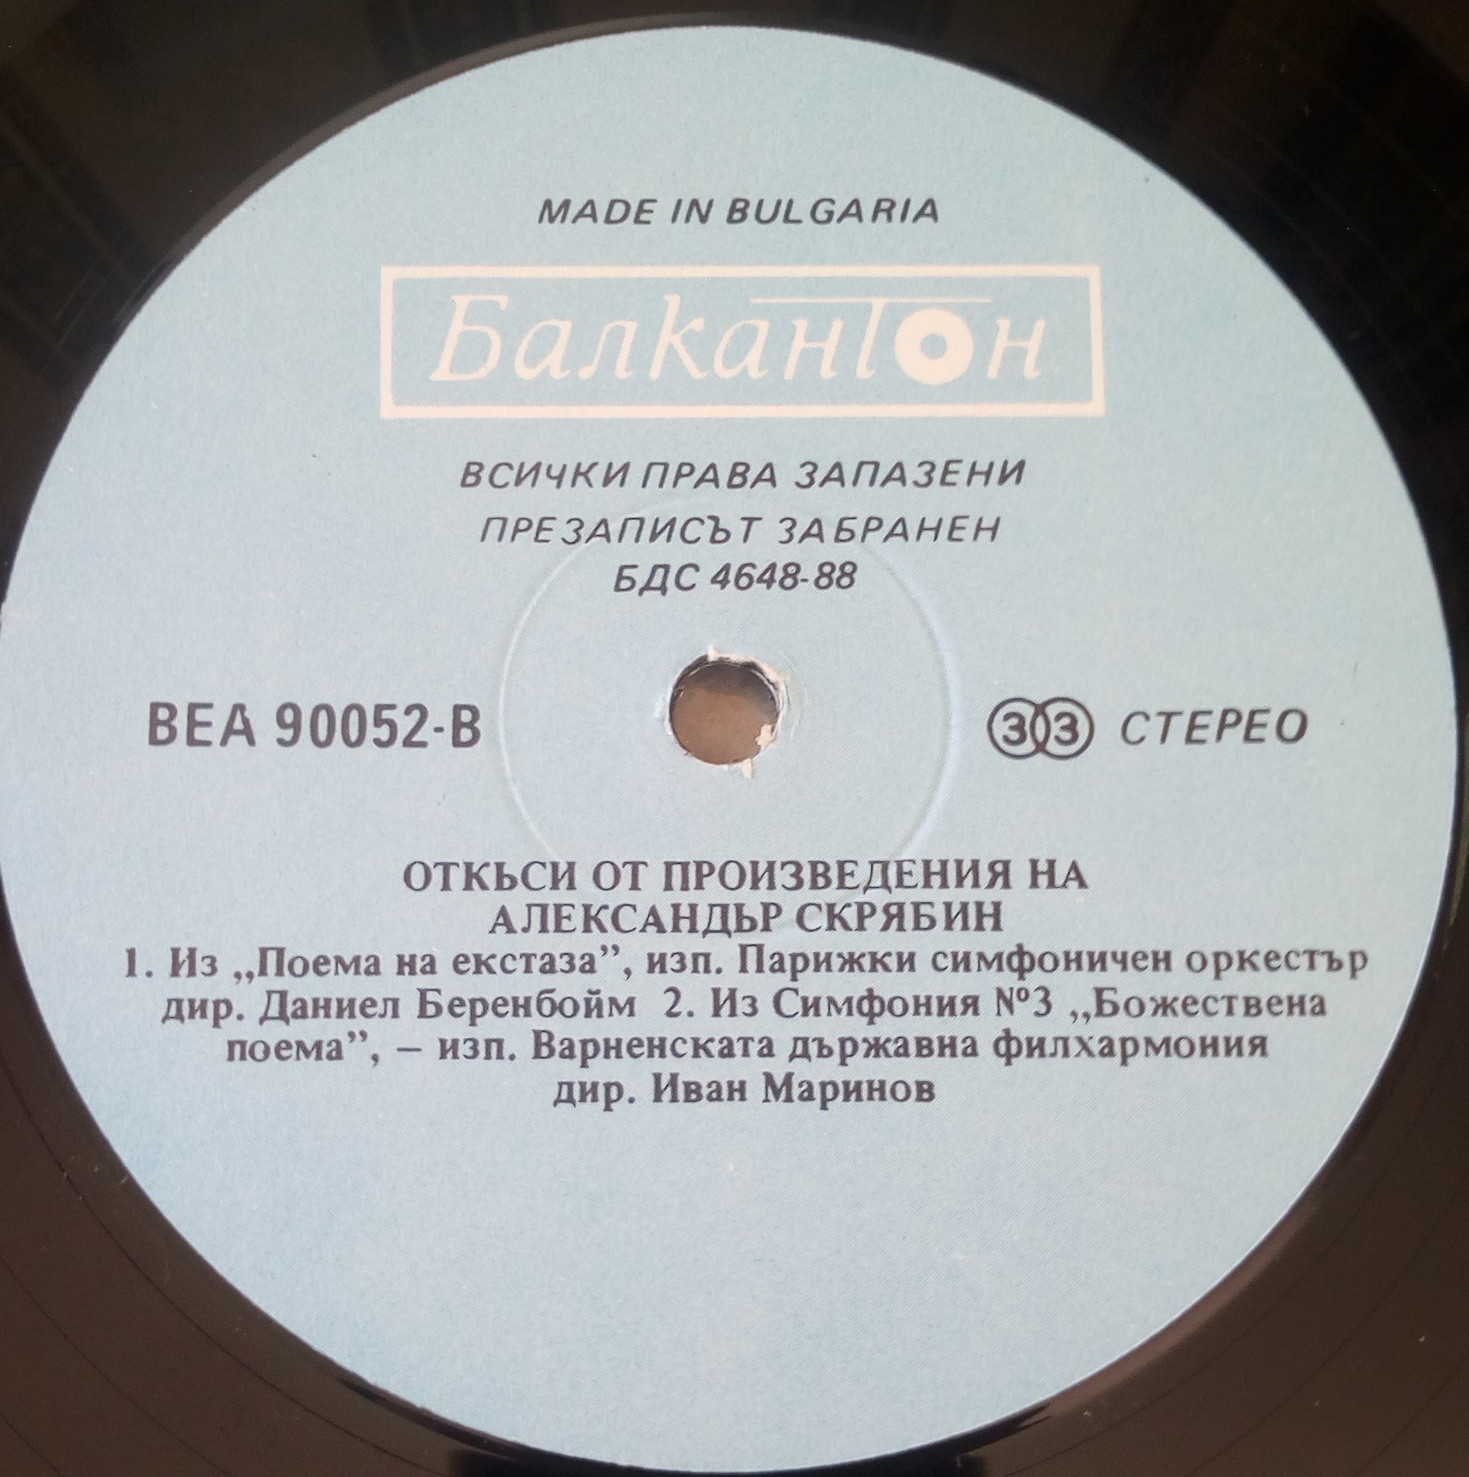 MADE IN BULGARIA
Балкантон
ВСИЧКИ ПРАВА ЗАПАЗЕНИ
ПРЕЗАПИСЪТ ЗАБРАНЕН
БДС 4648-88
ВЕА 90052-В
33 СТЕРЕО
ОТКЬСИ ОТ ПРОИЗВЕДЕНИЯ НА
АЛЕКСАНДЬР СКРЯБИН
1. Из „Поема на екстаза”, изп. Парижки симфоничен оркестър
дир. Даниел Беренбойм 2. Из Симфония №3 „Божествена
поема”, – изп. Варненската държавна филхармония
дир. Иван Маринов